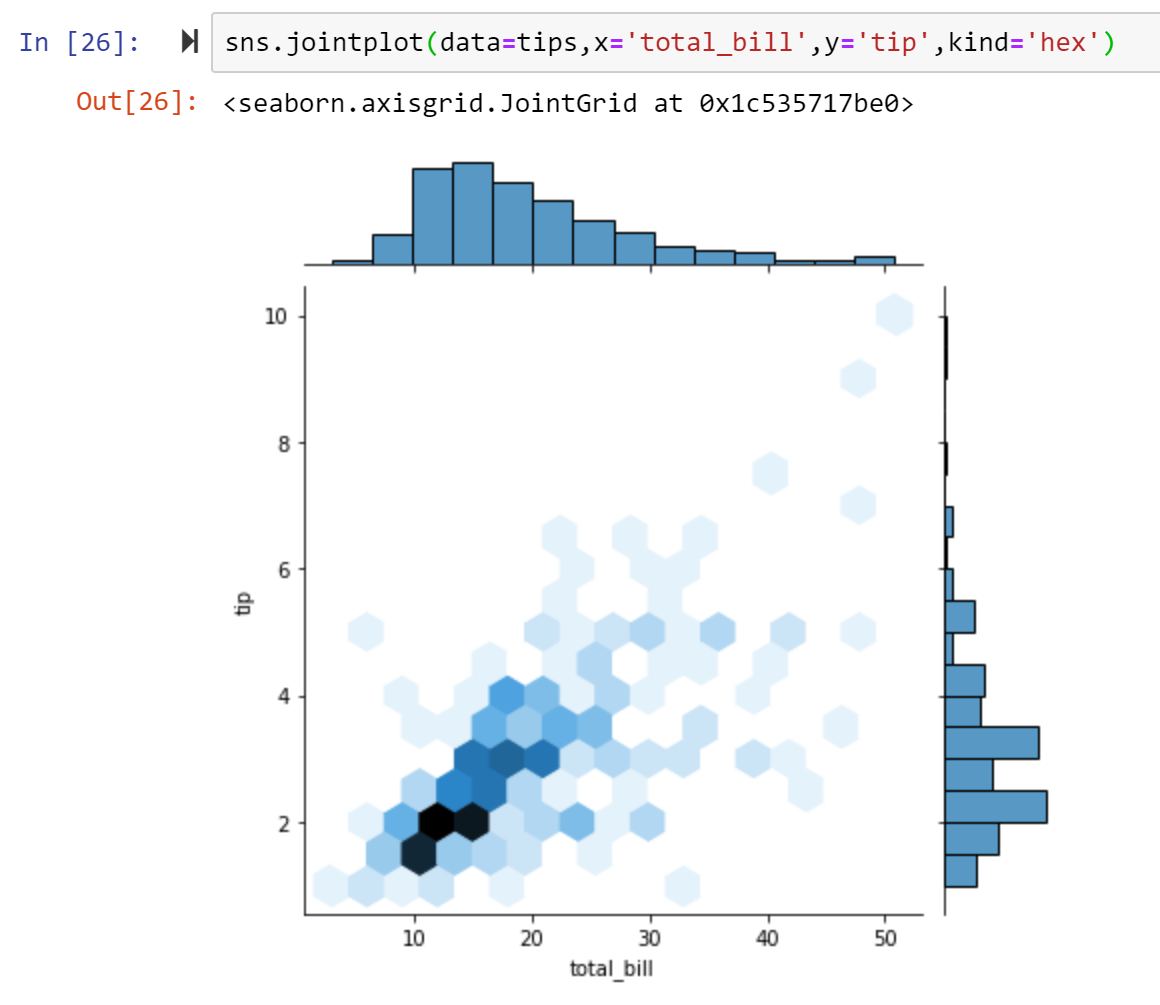 In [26]: sns.jointplot(data=tips,x='total_bill',y='tip',kind='hex')
Out[26]: <seaborn.axisgrid.JointGrid at 0x1c535717be0>
10
8
6
4
2
tip
10 20 30 40 50
total_bill